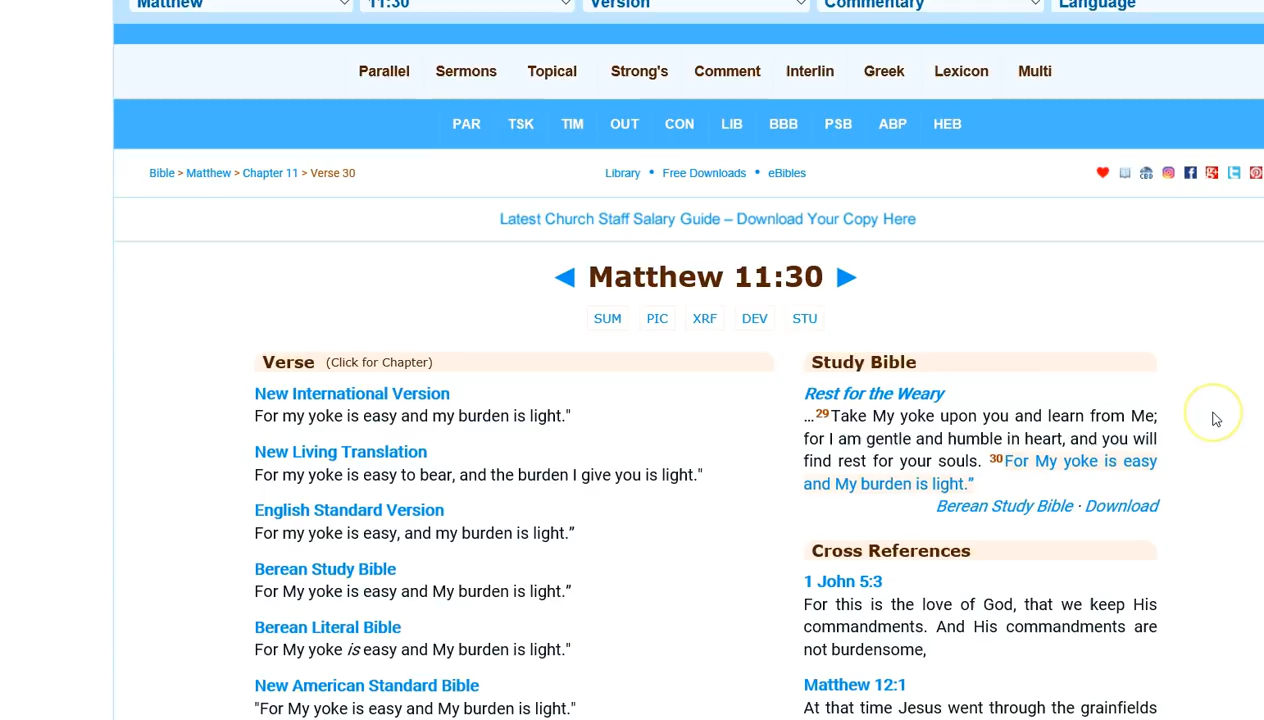 Matthew 11:30 Version Commentary Language
Parallel Sermons Topical Strong's Comment Interlin Greek Lexicon Multi
PAR TSK TIM OUT CON LIB BBB PSB ABP HEB
Bible > Matthew > Chapter 11 > Verse 30
Library • Free Downloads • eBibles
Latest Church Staff Salary Guide – Download Your Copy Here
◄ Matthew 11:30 ►
SUM PIC XRF DEV STU
Verse (Click for Chapter)
New International Version
For my yoke is easy and my burden is light."
New Living Translation
For my yoke is easy to bear, and the burden I give you is light."
English Standard Version
For my yoke is easy, and my burden is light.”
Berean Study Bible
For My yoke is easy and My burden is light.”
Berean Literal Bible
For My yoke is easy and My burden is light."
New American Standard Bible
"For My yoke is easy and My burden is light."
Study Bible
Rest for the Weary
…29Take My yoke upon you and learn from Me;
for I am gentle and humble in heart, and you will
find rest for your souls. 30For My yoke is easy
and My burden is light.”
Berean Study Bible · Download
Cross References
1 John 5:3
For this is the love of God, that we keep His
commandments. And His commandments are
not burdensome,
Matthew 12:1
At that time Jesus went through the grainfields